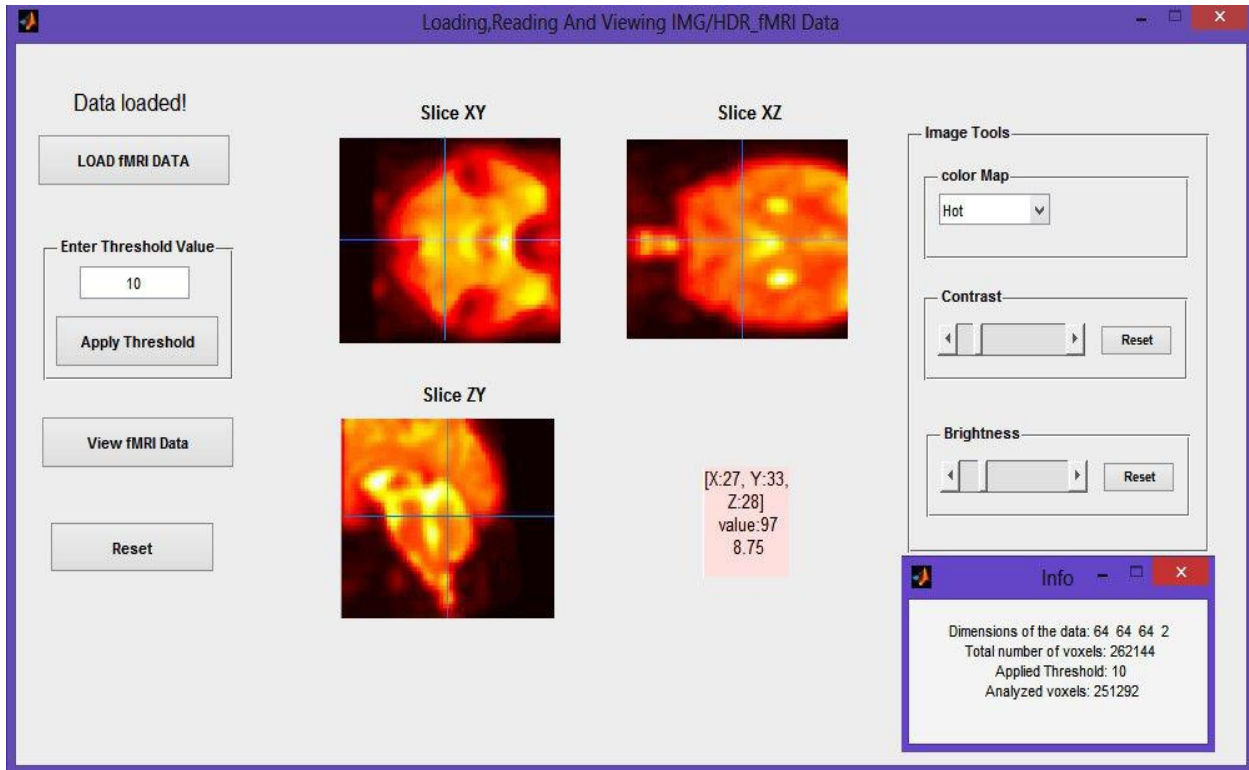 Loading,Reading And Viewing IMG/HDR_fMRI Data
Data loaded!
LOAD fMRI DATA
Enter Threshold Value
10
Apply Threshold
View fMRI Data
Reset
Slice XY
Slice XZ
Slice ZY
[X:27, Y:33,
Z:28]
value:97
8.75
Image Tools
color Map
Hot
Contrast
Reset
Brightness
Reset
Info
Dimensions of the data: 64 64 64 2
Total number of voxels: 262144
Applied Threshold: 10
Analyzed voxels: 251292